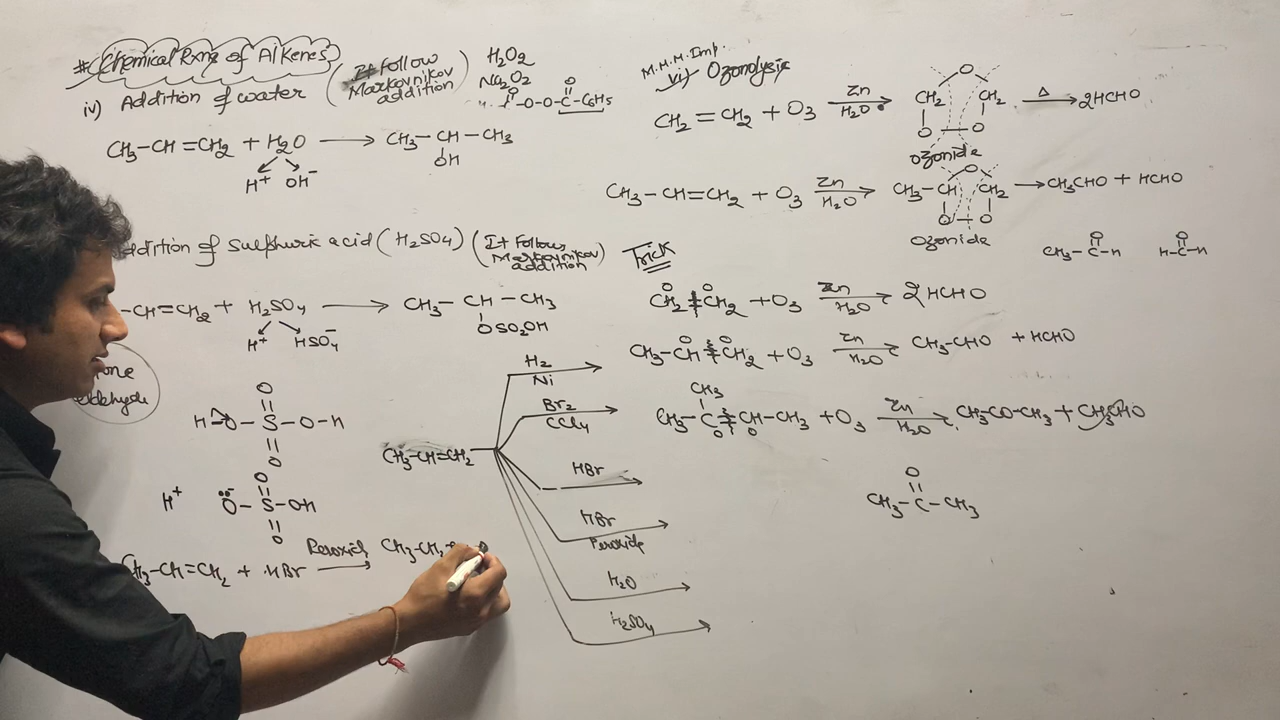 # Chemical Rxns of Alkenes
(It Follow
Markovnikov
addition)
H2O2
Na2O2
O O
-O-O-C-C6H5
iv) Addition of water
CH3-CH=CH2 + H2O → CH3-CH-CH3
OH
H+ OH-
ddition of Sulphuric acid (H2SO4) (It Follows
Markovnikov
addition)
-CH=CH2 + H2SO4 → CH3-CH-CH3
OSO2OH
H+ HSO4-
one
eldehyde
O
H-O-S-O-H
O
O
H+ O-S-OH
O
CH3-CH=CH2 + HBr Peroxide → CH3-CH2-
CH3-CH=CH2
H2
Ni
Br2
CCl4
HBr
HBr
Peroxide
H2O
H2SO4
M.M.M.Imp.
vi) Ozonolysis
CH2=CH2 + O3 Zn → H2O CH2 O CH2 O-O Δ → 2HCHO
Ozonide
CH3-CH=CH2 + O3 Zn → H2O CH3-CH O CH2 O-O → CH3CHO + HCHO
Ozonide
CH3-C-H O H-C-H O
Trick
CH2=CH2 + O3 Zn → H2O 2HCHO
O O
CH3-CH=CH2 + O3 Zn → H2O CH3-CHO + HCHO
O O
CH3
CH3-C=CH-CH3 + O3 Zn → H2O CH3-CO-CH3 + CH3CHO
O O
O
CH3-C-CH3